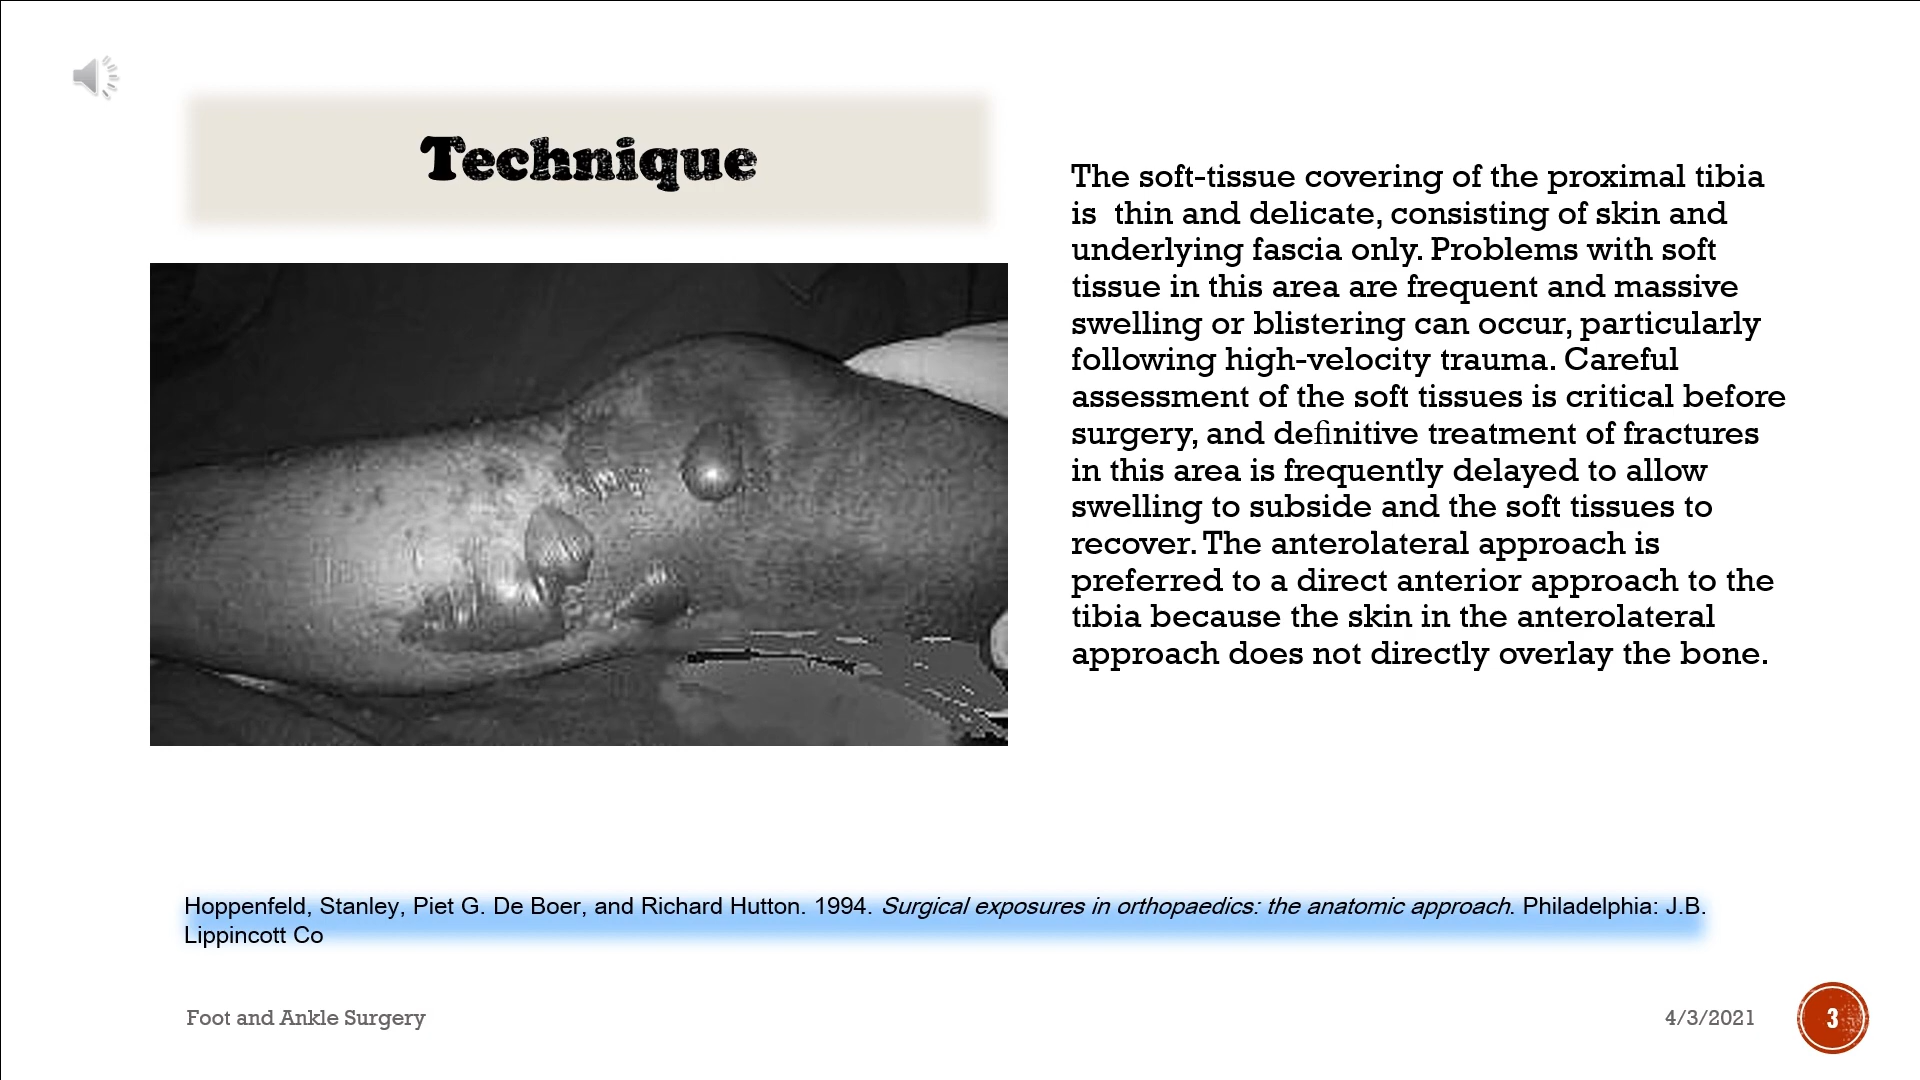 Technique
The soft-tissue covering of the proximal tibia
is  thin and delicate, consisting of skin and
underlying fascia only. Problems with soft
tissue in this area are frequent and massive
swelling or blistering can occur, particularly
following high-velocity trauma. Careful
assessment of the soft tissues is critical before
surgery, and definitive treatment of fractures
in this area is frequently delayed to allow
swelling to subside and the soft tissues to
recover. The anterolateral approach is
preferred to a direct anterior approach to the
tibia because the skin in the anterolateral
approach does not directly overlay the bone.
Hoppenfeld, Stanley, Piet G. De Boer, and Richard Hutton. 1994. Surgical exposures in orthopaedics: the anatomic approach. Philadelphia: J.B.
Lippincott Co
Foot and Ankle Surgery
4/3/2021
3